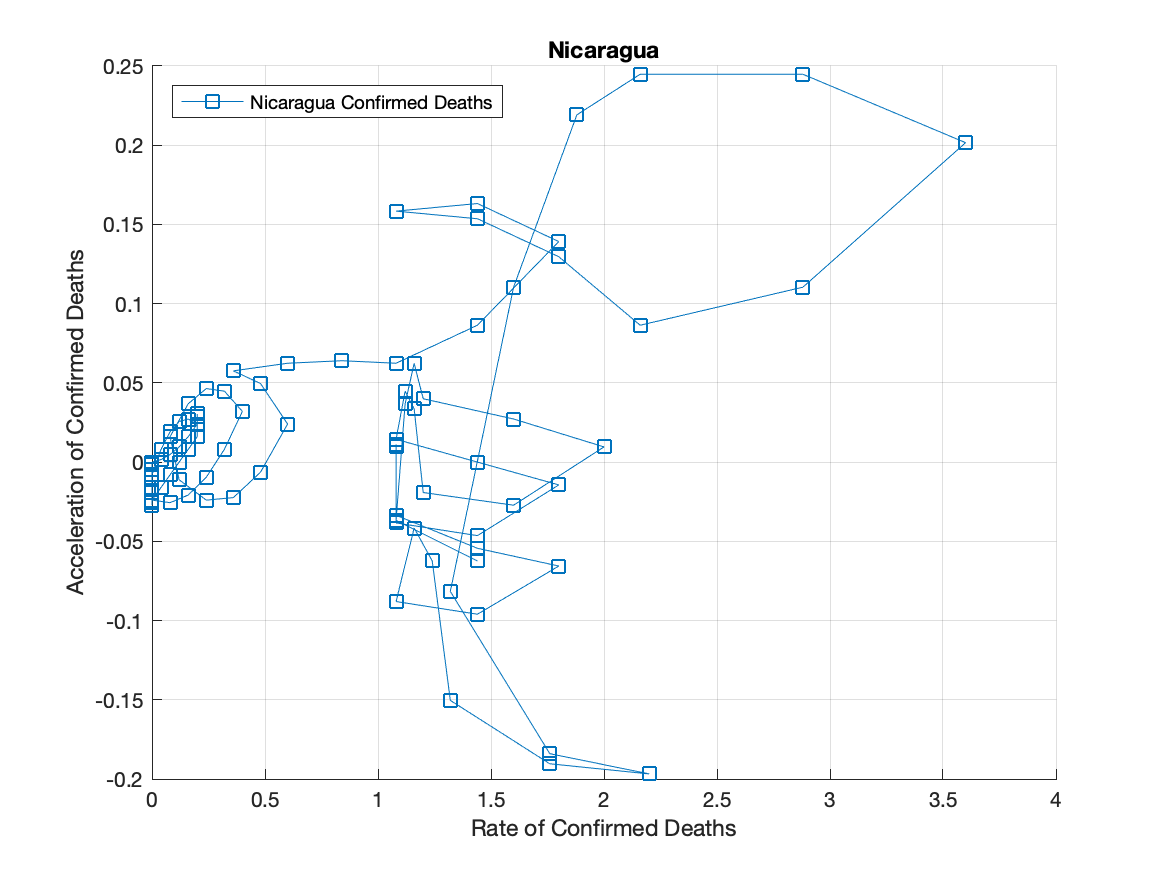 Nicaragua
Nicaragua Confirmed Deaths
0.25
0.2
0.15
0.1
0.05
0
-0.05
-0.1
-0.15
-0.2
Acceleration of Confirmed Deaths
0 0.5 1 1.5 2 2.5 3 3.5 4
Rate of Confirmed Deaths